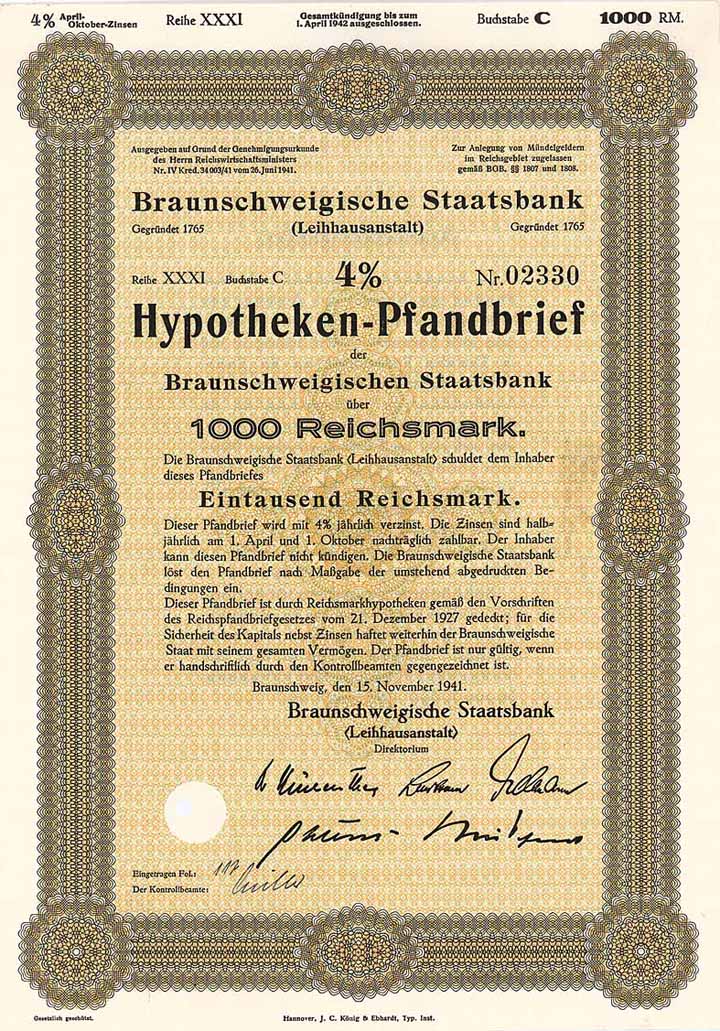 4% April-Oktober-Zinsen Reihe XXXI Gesamtkündigung bis zum 1. April 1942 ausgeschlossen. Buchstabe C 1000 RM.
Ausgegeben auf Grund der Genehmigungsurkunde
des Herrn Reichswirtschaftsministers
Nr. IV Kred. 34003/41 vom 26. Juni 1941.
Zur Anlegung von Mündelgeldern
im Reichsgebiet zugelassen
gemäß BGB. §§ 1807 und 1808.
Braunschweigische Staatsbank
Gegründet 1765 (Leihhausanstalt) Gegründet 1765
Reihe XXXI Buchstabe C 4% Nr. 02330
Hypotheken-Pfandbrief
der
Braunschweigischen Staatsbank
über
1000 Reichsmark.
Die Braunschweigische Staatsbank (Leihhausanstalt) schuldet dem Inhaber
dieses Pfandbriefes
Eintausend Reichsmark.
Dieser Pfandbrief wird mit 4% jährlich verzinst. Die Zinsen sind halb-
jährlich am 1. April und 1. Oktober nachträglich zahlbar. Der Inhaber
kann diesen Pfandbrief nicht kündigen. Die Braunschweigische Staatsbank
löst den Pfandbrief nach Maßgabe der umstehend abgedruckten Be-
dingungen ein.
Dieser Pfandbrief ist durch Reichsmarkhypotheken gemäß den Vorschriften
des Reichspfandbriefgesetzes vom 21. Dezember 1927 gedeckt; für die
Sicherheit des Kapitals nebst Zinsen haftet weiterhin der Braunschweigische
Staat mit seinem gesamten Vermögen. Der Pfandbrief ist nur gültig, wenn
er handschriftlich durch den Kontrollbeamten gegengezeichnet ist.
Braunschweig, den 15. November 1941.
Braunschweigische Staatsbank
(Leihhausanstalt)
Direktorium
Eingetragen Fol.: 117
Der Kontrollbeamte:
Gesetzlich geschützt.
Hannover, J. C. König & Ebhardt, Typ. Inst.